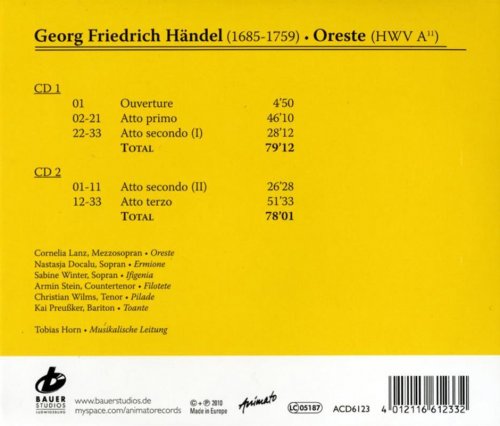 Georg Friedrich Händel (1685-1759) • Oreste (HWV A¹¹)
CD 1
01 Ouverture 4'50
02-21 Atto primo 46'10
22-33 Atto secondo (I) 28'12
TOTAL 79'12
CD 2
01-11 Atto secondo (II) 26'28
12-33 Atto terzo 51'33
TOTAL 78'01
Cornelia Lanz, Mezzosopran • Oreste
Nastasja Docalu, Sopran • Ermione
Sabine Winter, Sopran • Ifigenia
Armin Stein, Countertenor • Filotete
Christian Wilms, Tenor • Pilade
Kai Preußker, Bariton • Toante
Tobias Horn • Musikalische Leitung
BAUER
STUDIOS
LUDWIGSBURG
www.bauerstudios.de
myspace.com/animatorecords
©+℗ 2010
Made in Europe
Animato
LC 05187
ACD6123
4 012116 612332